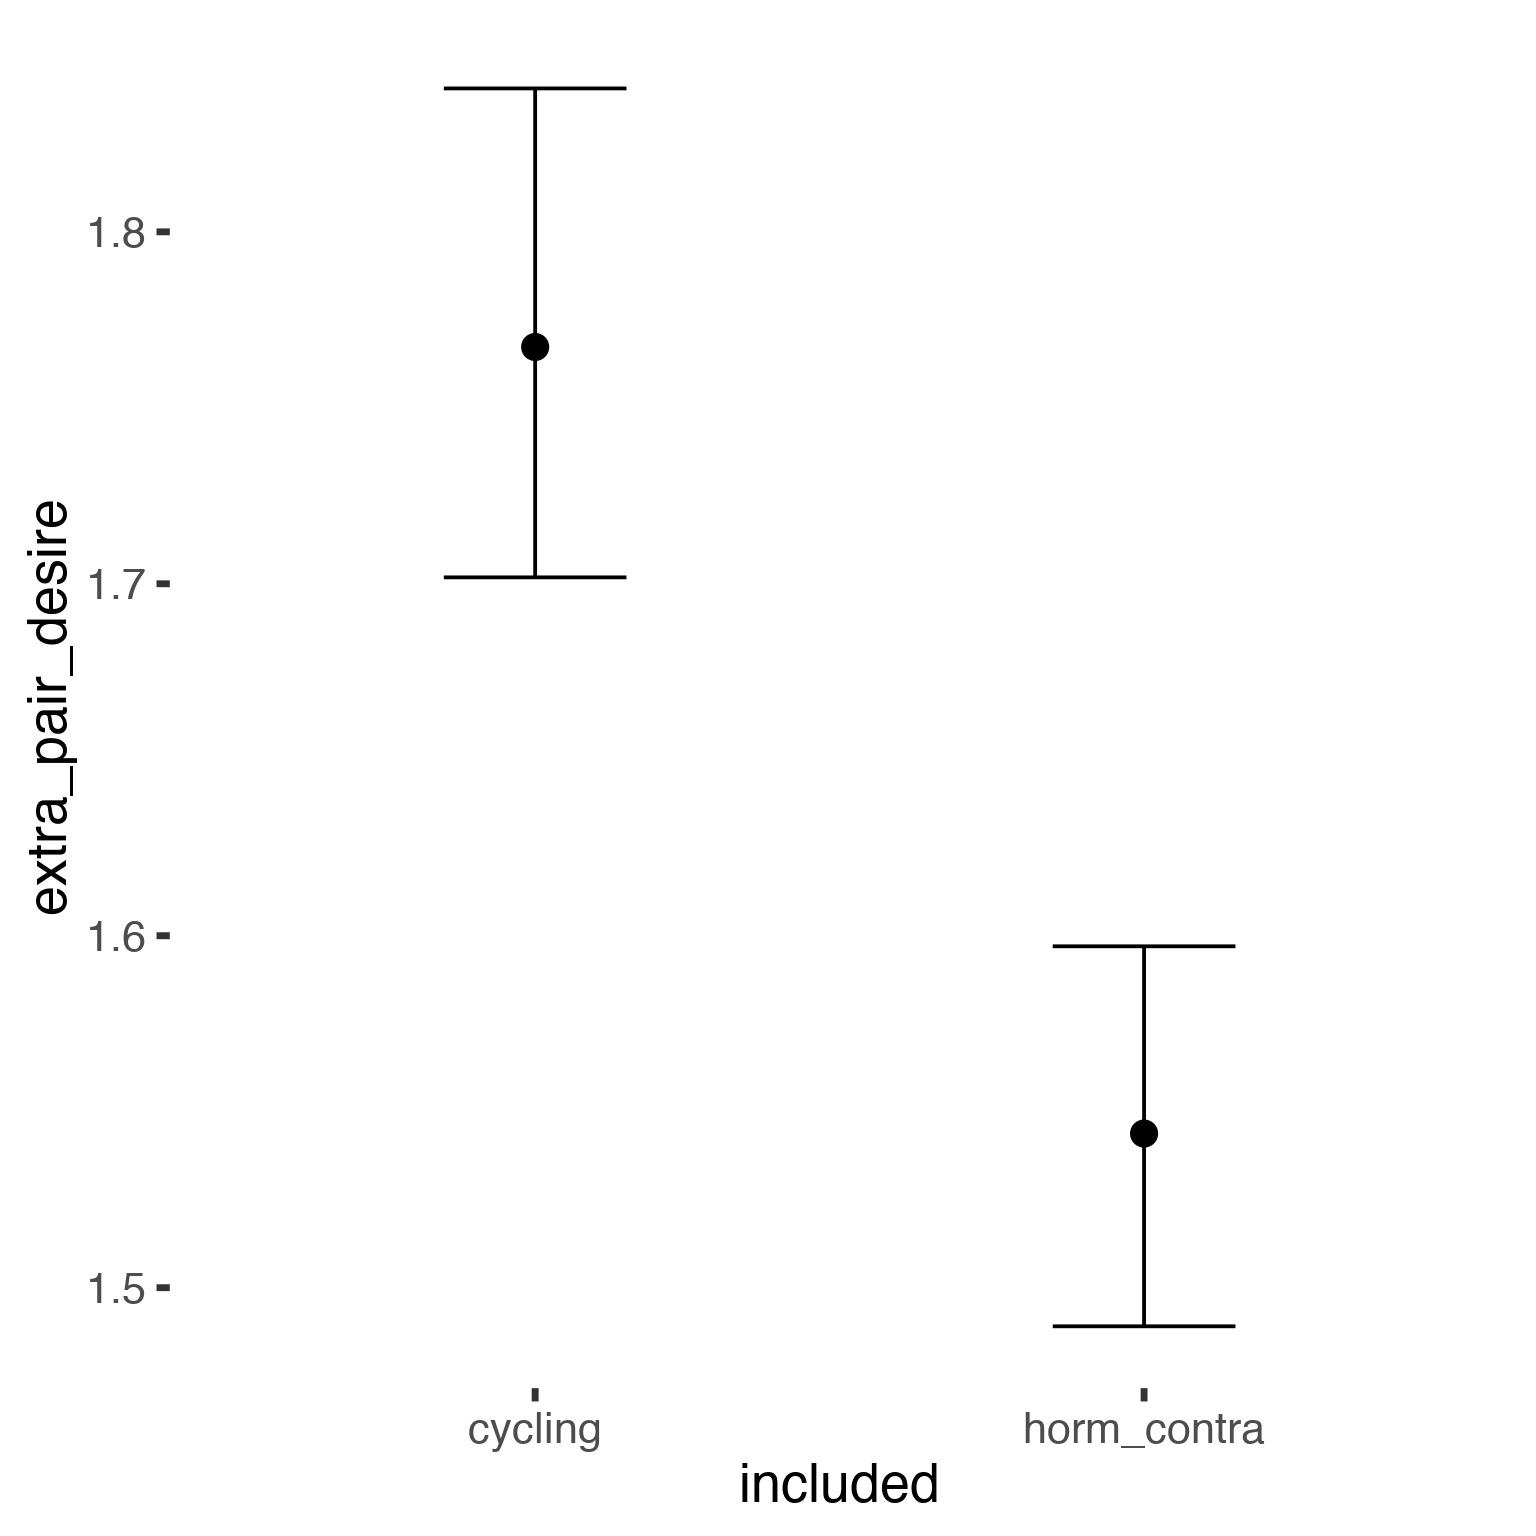 extra_pair_desire
1.8
1.7
1.6
1.5
cycling
horm_contra
included